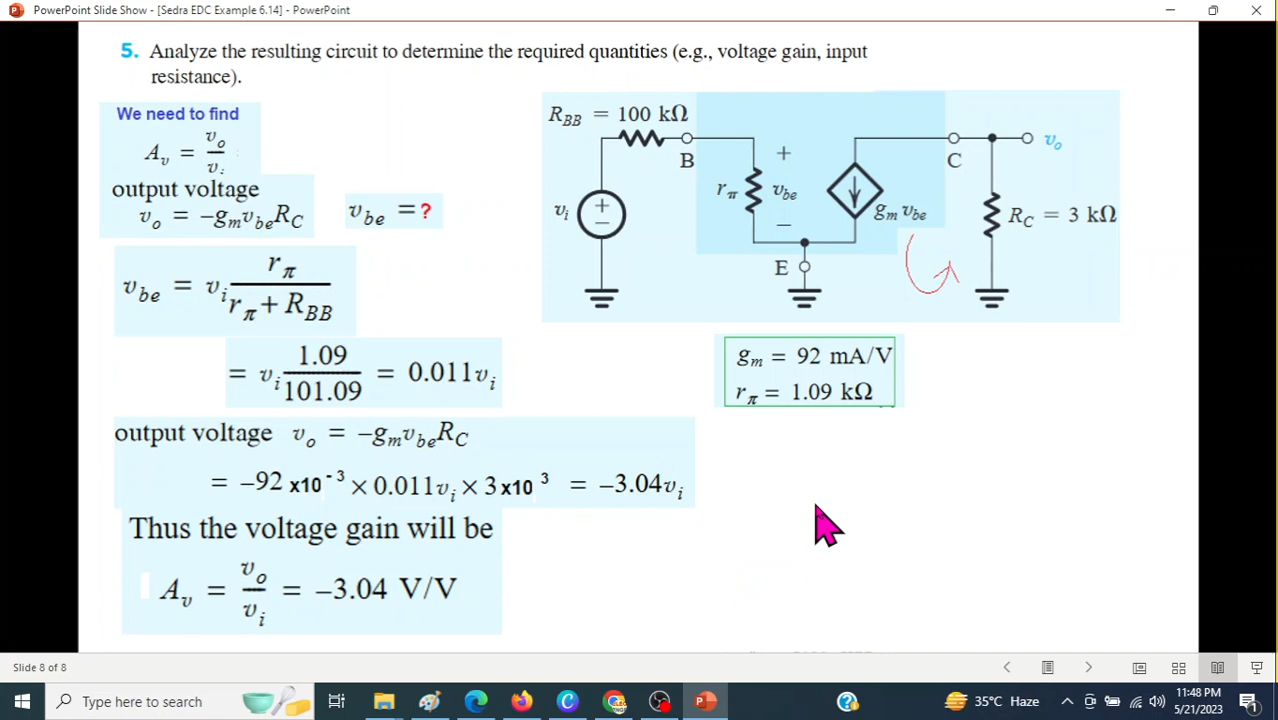 PowerPoint Slide Show - [Sedra EDC Example 6.14] - PowerPoint
5. Analyze the resulting circuit to determine the required quantities (e.g., voltage gain, input
resistance).
We need to find
A_v = v_o / v_i
output voltage
v_o = −g_m v_be R_C
v_be = ?
v_be = v_i r_π / (r_π + R_BB)
= v_i 1.09 / 101.09 = 0.011v_i
output voltage v_o = −g_m v_be R_C
= −92 x10^-3 × 0.011v_i × 3 x10^3 = −3.04v_i
Thus the voltage gain will be
A_v = v_o / v_i = −3.04 V/V
R_BB = 100 kΩ
B
C
v_o
+
r_π
v_be
−
v_i
+
−
g_m v_be
R_C = 3 kΩ
E
g_m = 92 mA/V
r_π = 1.09 kΩ
Slide 8 of 8
Type here to search
35°C Haze
11:48 PM
5/21/2023
1